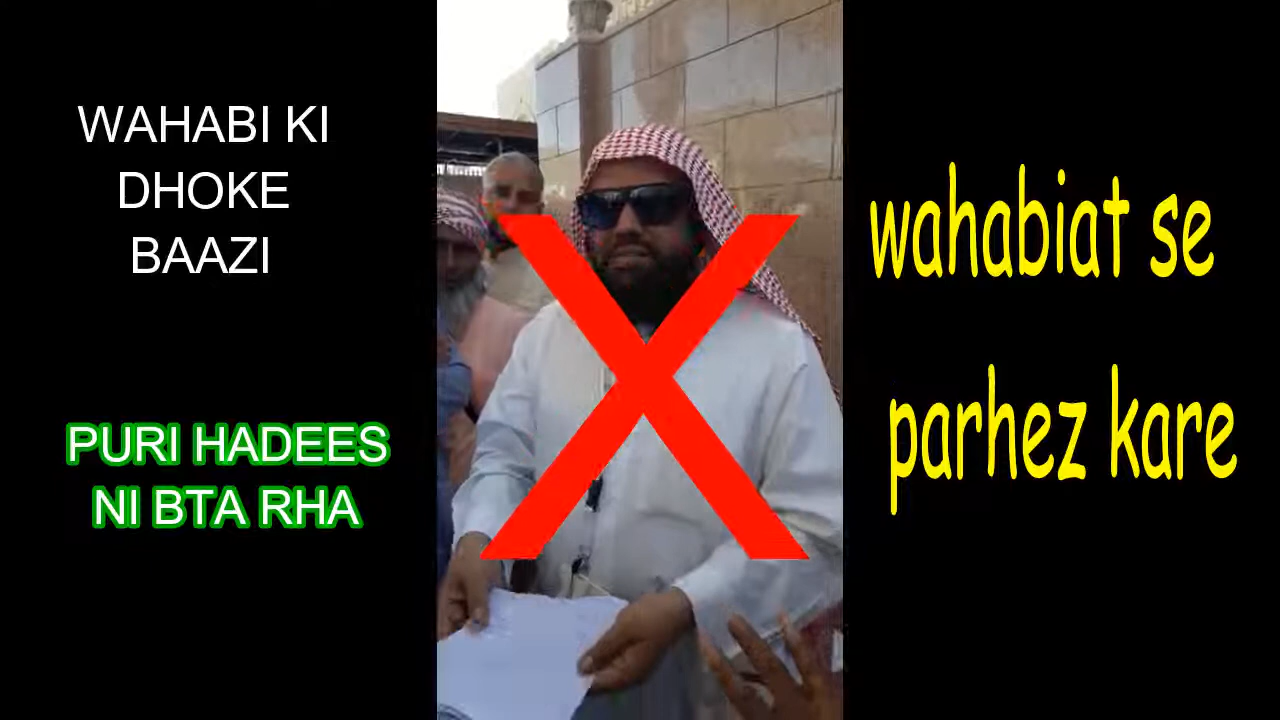 WAHABI KI
DHOKE
BAAZI
PURI HADEES
NI BTA RHA
wahabiat se
parhez kare